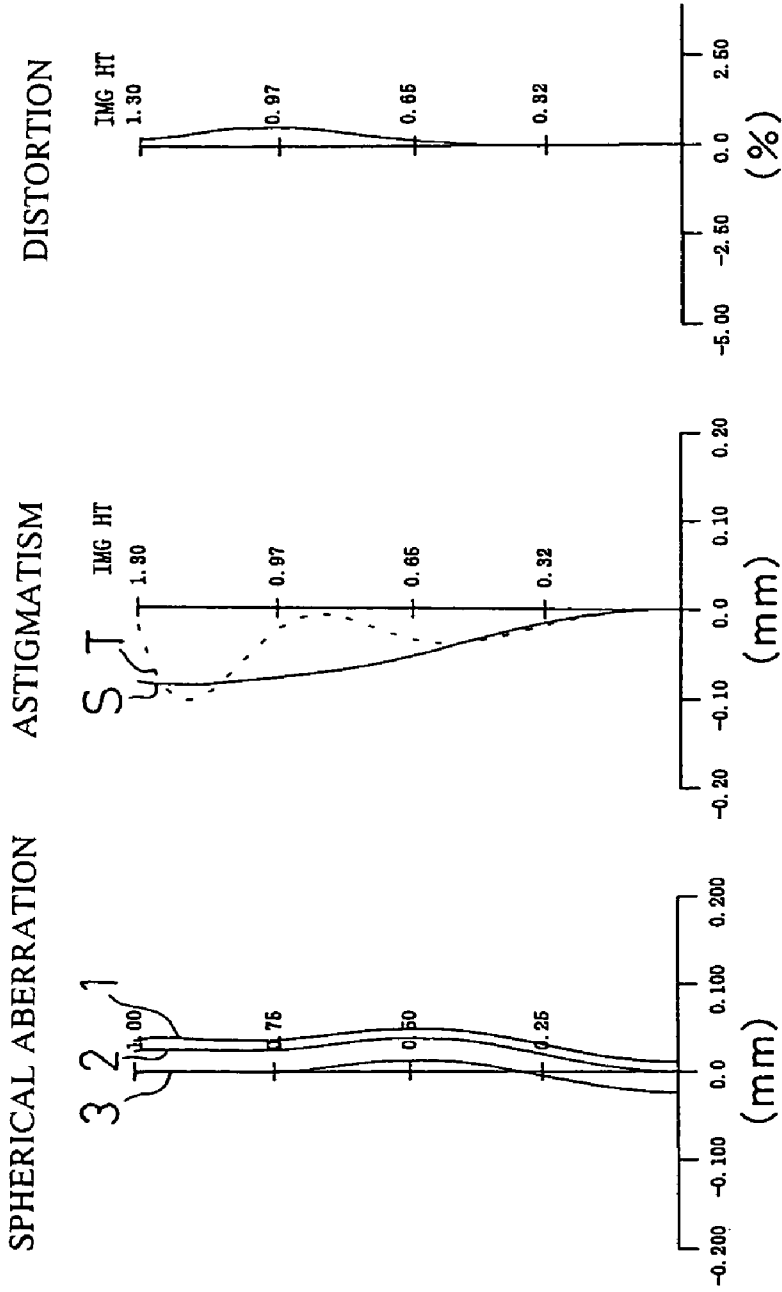 SPHERICAL ABERRATION
3 2 1
1.00
0.75
0.50
0.25
-0.200 -0.100 0.0 0.100 0.200
(mm)
ASTIGMATISM
IMG HT
S T
1.30
0.97
0.65
0.32
-0.20 -0.10 0.0 0.10 0.20
(mm)
DISTORTION
IMG HT
1.30
0.97
0.65
0.32
-5.00 -2.50 0.0 2.50
(%)